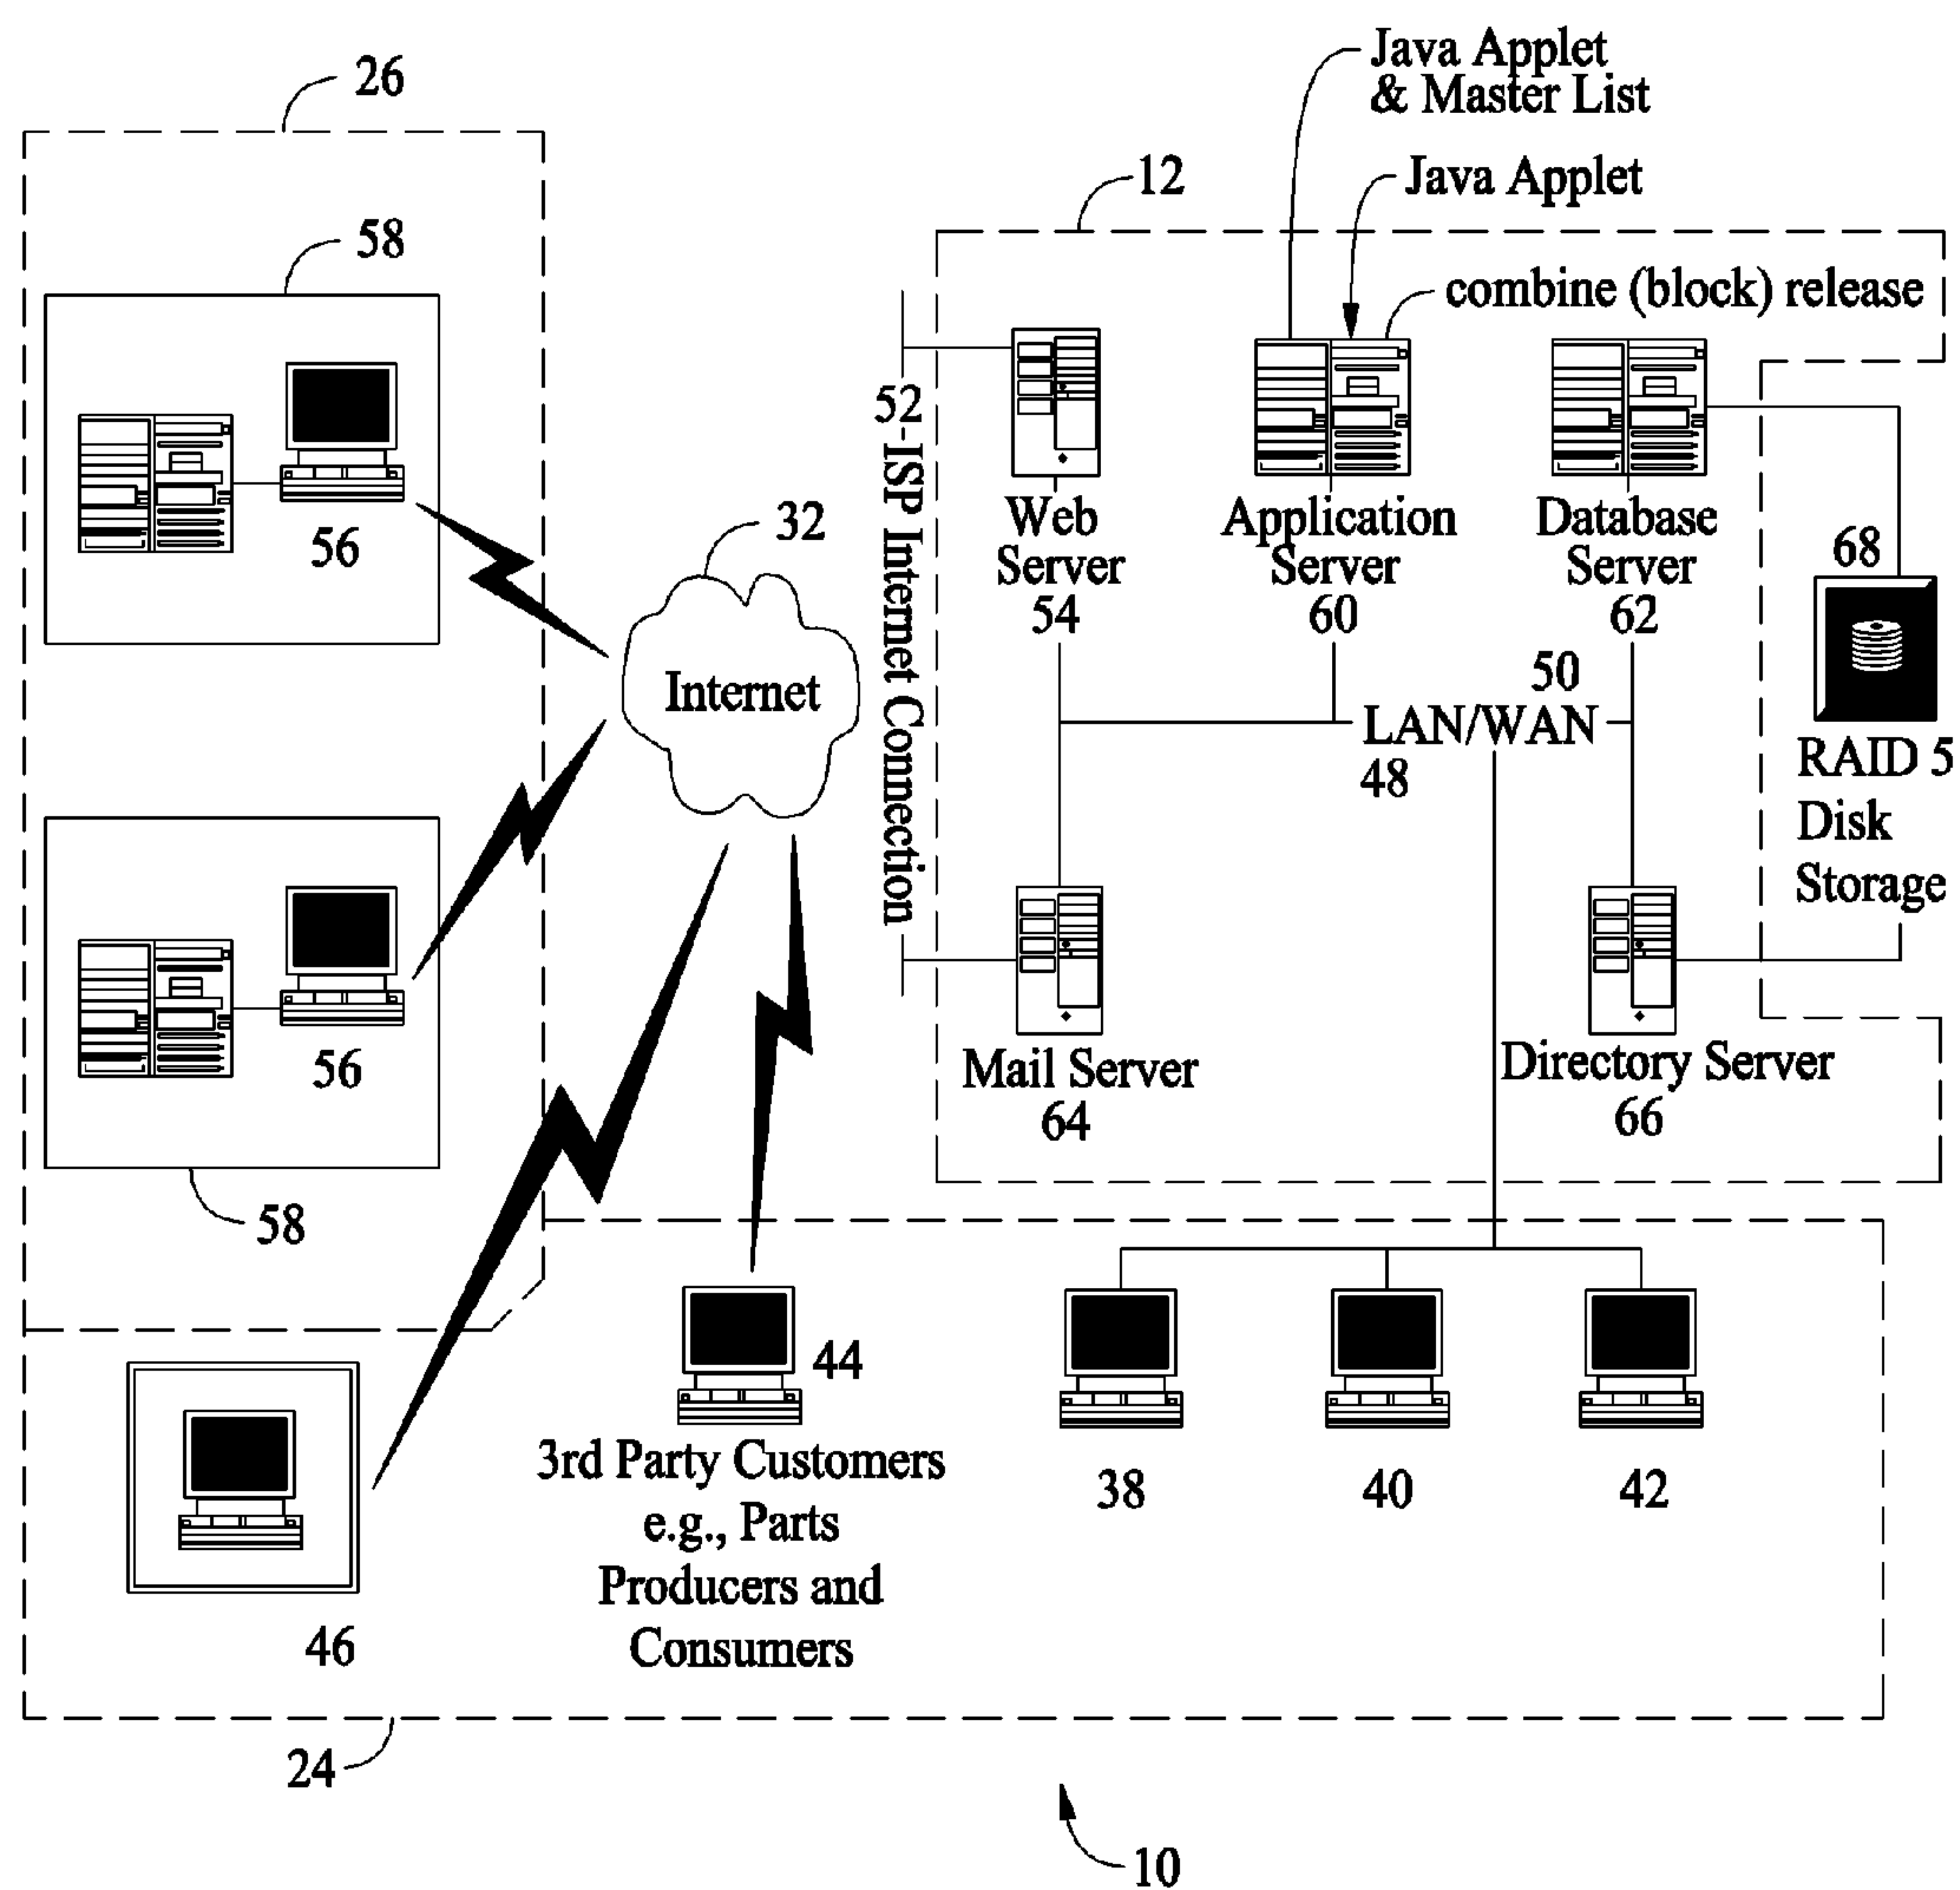 26
Java Applet
& Master List
12
Java Applet
58
combine (block) release
52-ISP Internet Connection
56
32
Web
Server
54
Application
Server
60
Database
Server
62
68
Internet
50
LAN/WAN
48
RAID 5
Disk
Storage
56
Mail Server
64
Directory Server
66
58
44
3rd Party Customers
e.g., Parts
Producers and
Consumers
38
40
42
46
24
10